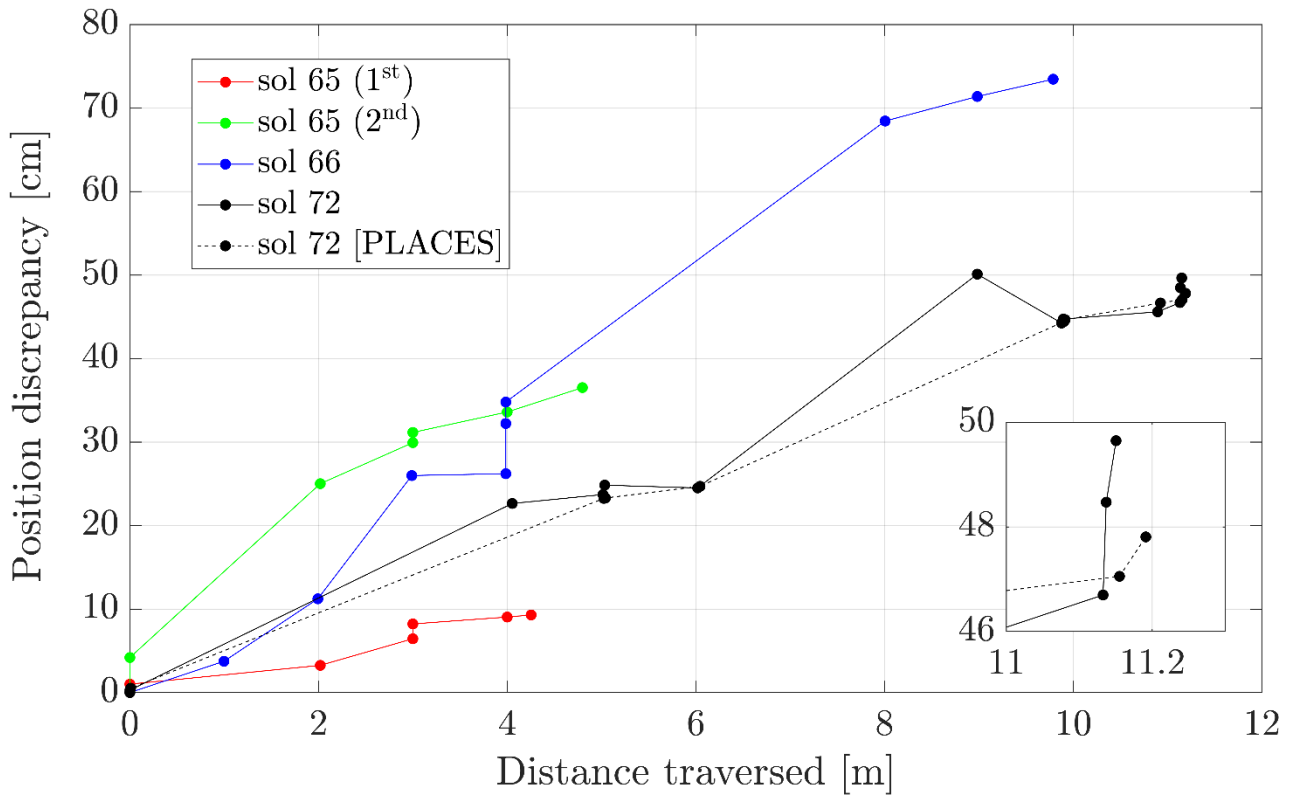 80
70
60
50
40
30
20
10
0
Position discrepancy [cm]
sol 65 (1st)
sol 65 (2nd)
sol 66
sol 72
sol 72 [PLACES]
50
48
46
11 11.2
0 2 4 6 8 10 12
Distance traversed [m]